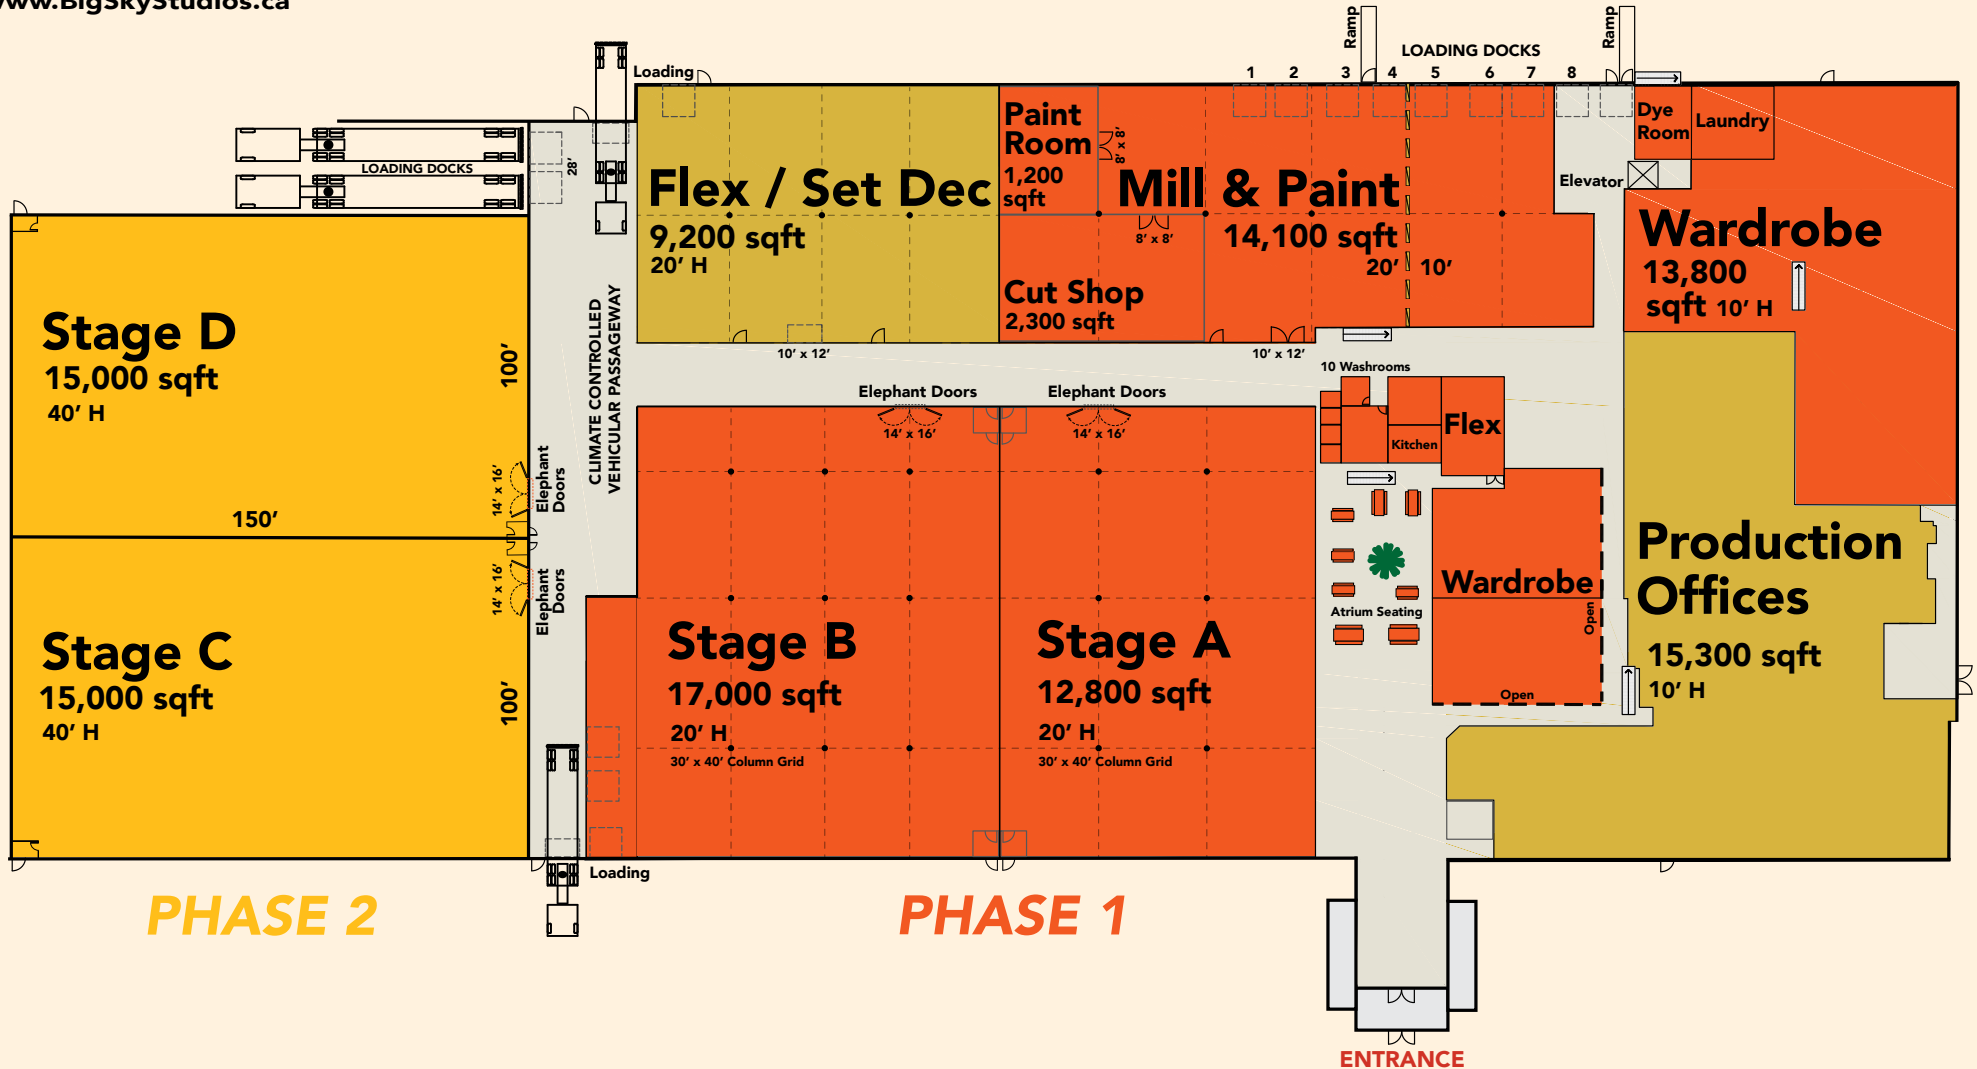 www.BigSkyStudios.ca
Ramp
Ramp
LOADING DOCKS
1 2 3 4 5 6 7 8
Loading
LOADING DOCKS
28’
Flex / Set Dec
9,200 sqft
20’ H
10’ x 12’
Paint
Room
1,200
sqft
8’ x 8’
Mill & Paint
14,100 sqft
20’ 10’
8’ x 8’
Cut Shop
2,300 sqft
10’ x 12’
Dye
Room
Laundry
Elevator
Wardrobe
13,800
sqft 10’ H
CLIMATE CONTROLLED
VEHICULAR PASSAGEWAY
Stage D
15,000 sqft
40’ H
100’
150’
14’ x 16’
Elephant
Doors
14’ x 16’
Elephant
Doors
Stage C
15,000 sqft
40’ H
100’
Elephant Doors
14’ x 16’
Elephant Doors
14’ x 16’
Stage B
17,000 sqft
20’ H
30’ x 40’ Column Grid
Stage A
12,800 sqft
20’ H
30’ x 40’ Column Grid
10 Washrooms
Kitchen
Flex
Atrium Seating
Wardrobe
Open
Open
Production
Offices
15,300 sqft
10’ H
Loading
PHASE 2
PHASE 1
ENTRANCE